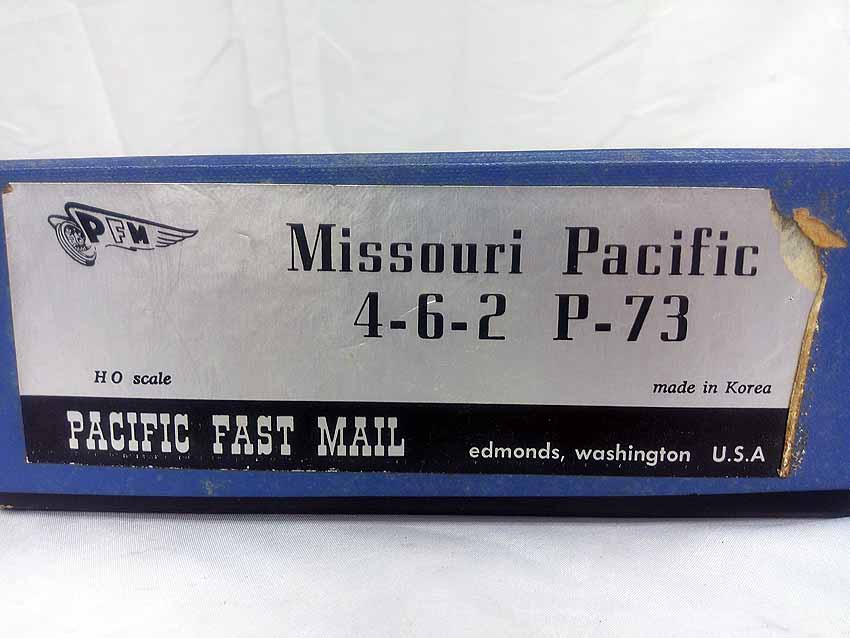 PFM
Missouri Pacific
4-6-2 P-73
HO scale
made in Korea
PACIFIC FAST MAIL
edmonds, washington U.S.A